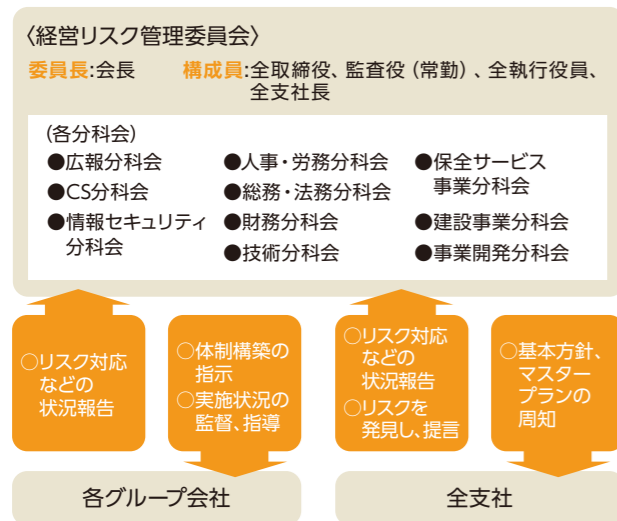 〈経営リスク管理委員会〉
委員長:会長　構成員:全取締役、監査役（常勤）、全執行役員、
全支社長
(各分科会)
●広報分科会
●CS分科会
●情報セキュリティ
分科会
●人事・労務分科会
●総務・法務分科会
●財務分科会
●技術分科会
●保全サービス
事業分科会
●建設事業分科会
●事業開発分科会
○リスク対応
などの
状況報告
○体制構築の
指示
○実施状況の
監督、指導
○リスク対応
などの
状況報告
○リスクを
発見し、提言
○基本方針、
マスター
プランの
周知
各グループ会社
全支社